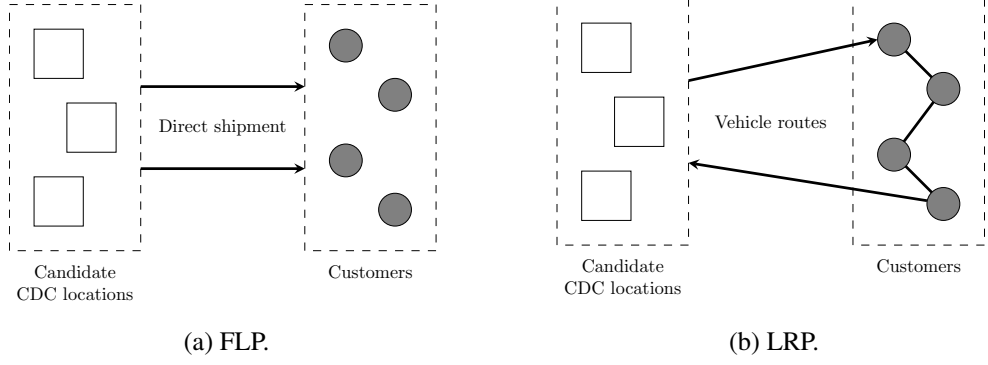 Direct shipment
Candidate
CDC locations
Customers
(a) FLP.
Vehicle routes
Candidate
CDC locations
Customers
(b) LRP.